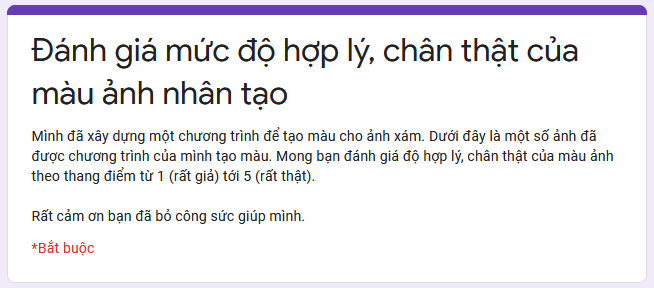 Đánh giá mức độ hợp lý, chân thật của
màu ảnh nhân tạo
Mình đã xây dựng một chương trình để tạo màu cho ảnh xám. Dưới đây là một số ảnh đã
được chương trình của mình tạo màu. Mong bạn đánh giá độ hợp lý, chân thật của màu ảnh
theo thang điểm từ 1 (rất giả) tới 5 (rất thật).
Rất cảm ơn bạn đã bỏ công sức giúp mình.
*Bắt buộc